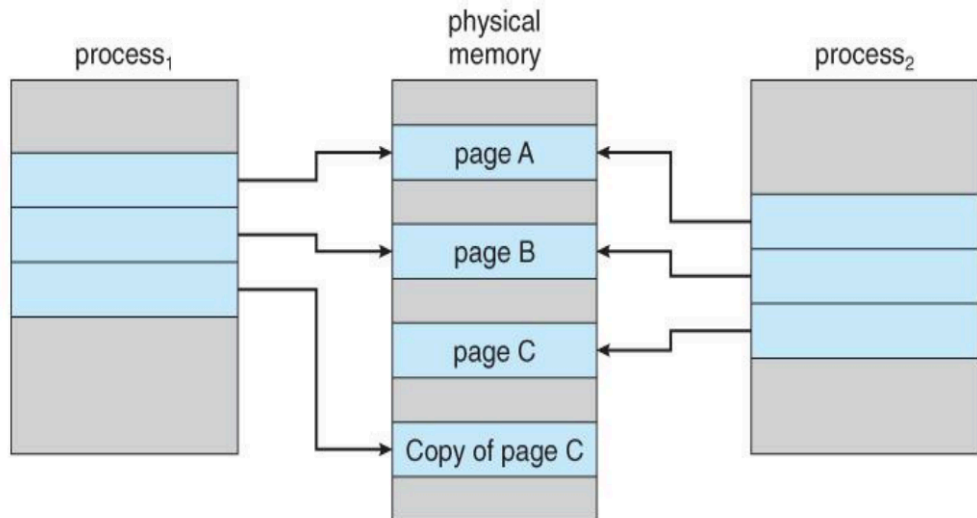 process₁
physical
memory
process₂
page A
page B
page C
Copy of page C